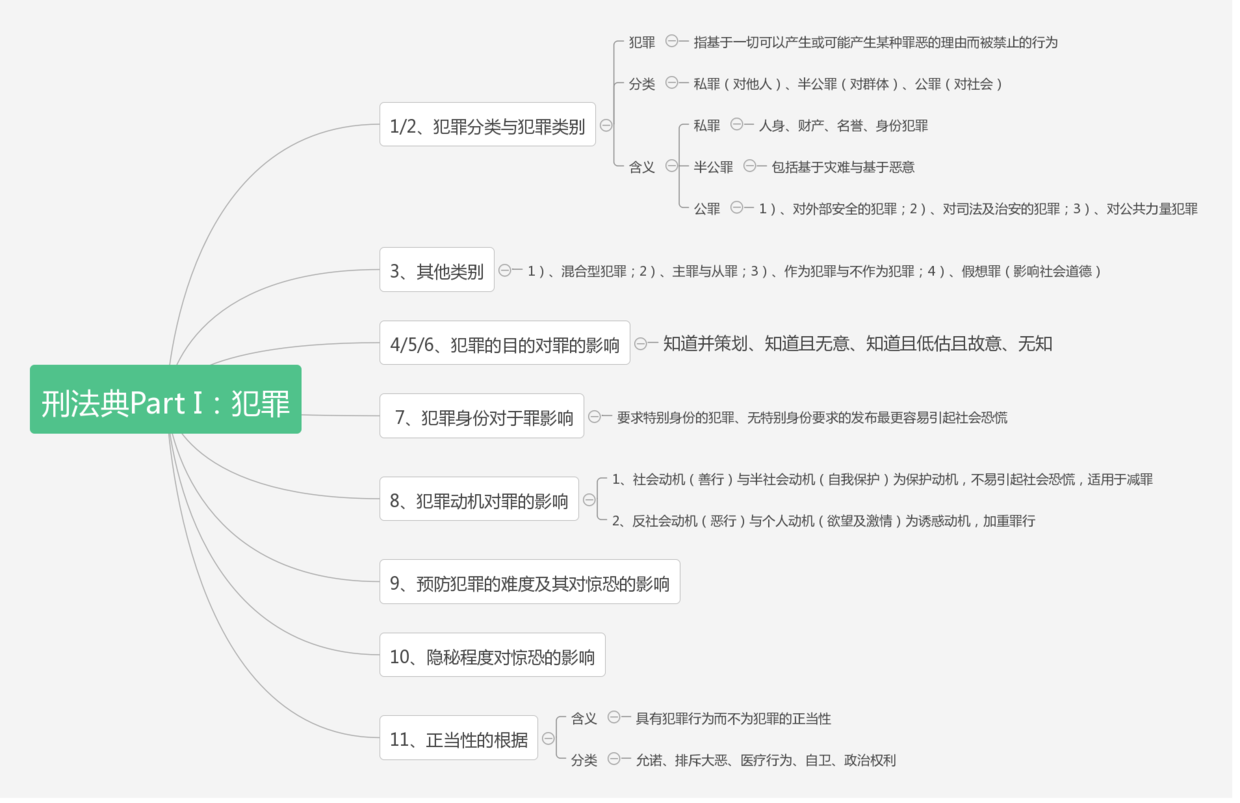 刑法典Part I：犯罪
1/2、犯罪分类与犯罪类别
犯罪
指基于一切可以产生或可能产生某种罪恶的理由而被禁止的行为
分类
私罪（对他人）、半公罪（对群体）、公罪（对社会）
含义
私罪
人身、财产、名誉、身份犯罪
半公罪
包括基于灾难与基于恶意
公罪
1）、对外部安全的犯罪；2）、对司法及治安的犯罪；3）、对公共力量犯罪
3、其他类别
1）、混合型犯罪；2）、主罪与从罪；3）、作为犯罪与不作为犯罪；4）、假想罪（影响社会道德）
4/5/6、犯罪的目的对罪的影响
知道并策划、知道且无意、知道且低估且故意、无知
7、犯罪身份对于罪影响
要求特别身份的犯罪、无特别身份要求的发布最更容易引起社会恐慌
8、犯罪动机对罪的影响
1、社会动机（善行）与半社会动机（自我保护）为保护动机，不易引起社会恐慌，适用于减罪
2、反社会动机（恶行）与个人动机（欲望及激情）为诱惑动机，加重罪行
9、预防犯罪的难度及其对惊恐的影响
10、隐秘程度对惊恐的影响
11、正当性的根据
含义
具有犯罪行为而不为犯罪的正当性
分类
允诺、排斥大恶、医疗行为、自卫、政治权利